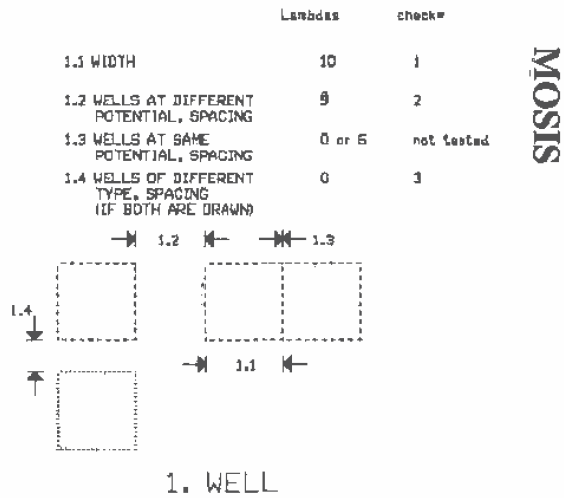 Lambdas check#
1.1 WIDTH 10 1
1.2 WELLS AT DIFFERENT 9 2
POTENTIAL, SPACING
1.3 WELLS AT SAME 0 or 6 not tested
POTENTIAL, SPACING
1.4 WELLS OF DIFFERENT 0 3
TYPE, SPACING
(IF BOTH ARE DRAWN)
MOSIS
1.2 1.3
1.4
1.1
1. WELL